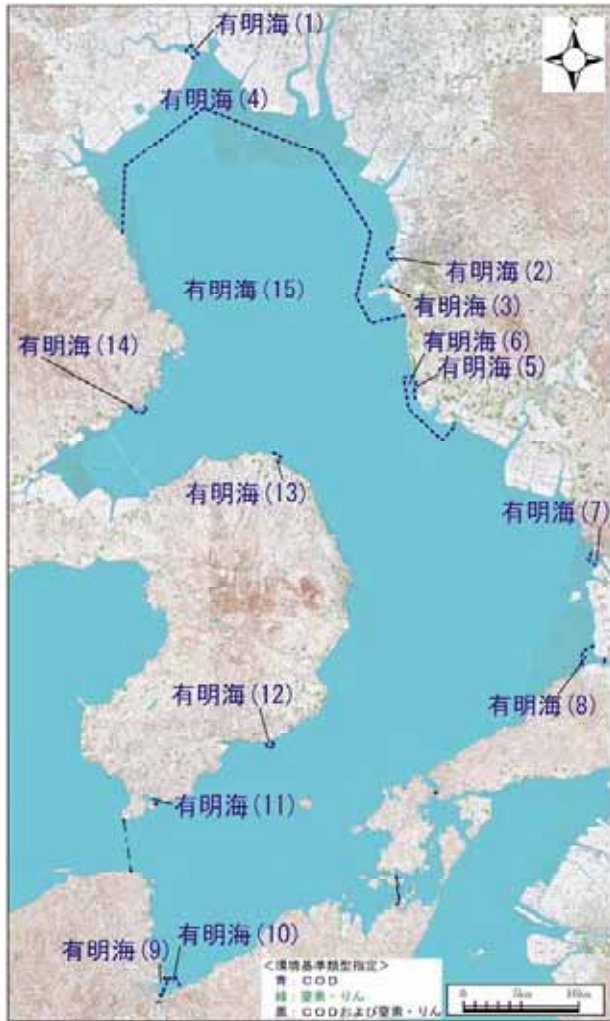 有明海(1)
N
有明海(4)
有明海(2)
有明海(15)
有明海(3)
有明海(6)
有明海(14)
有明海(5)
有明海(13)
有明海(7)
有明海(12)
有明海(8)
有明海(11)
有明海(10)
有明海(9)
<環境基準類型指定>
青:COD
緑:窒素・りん
黒:CODおよび窒素・りん
0 5km 10km